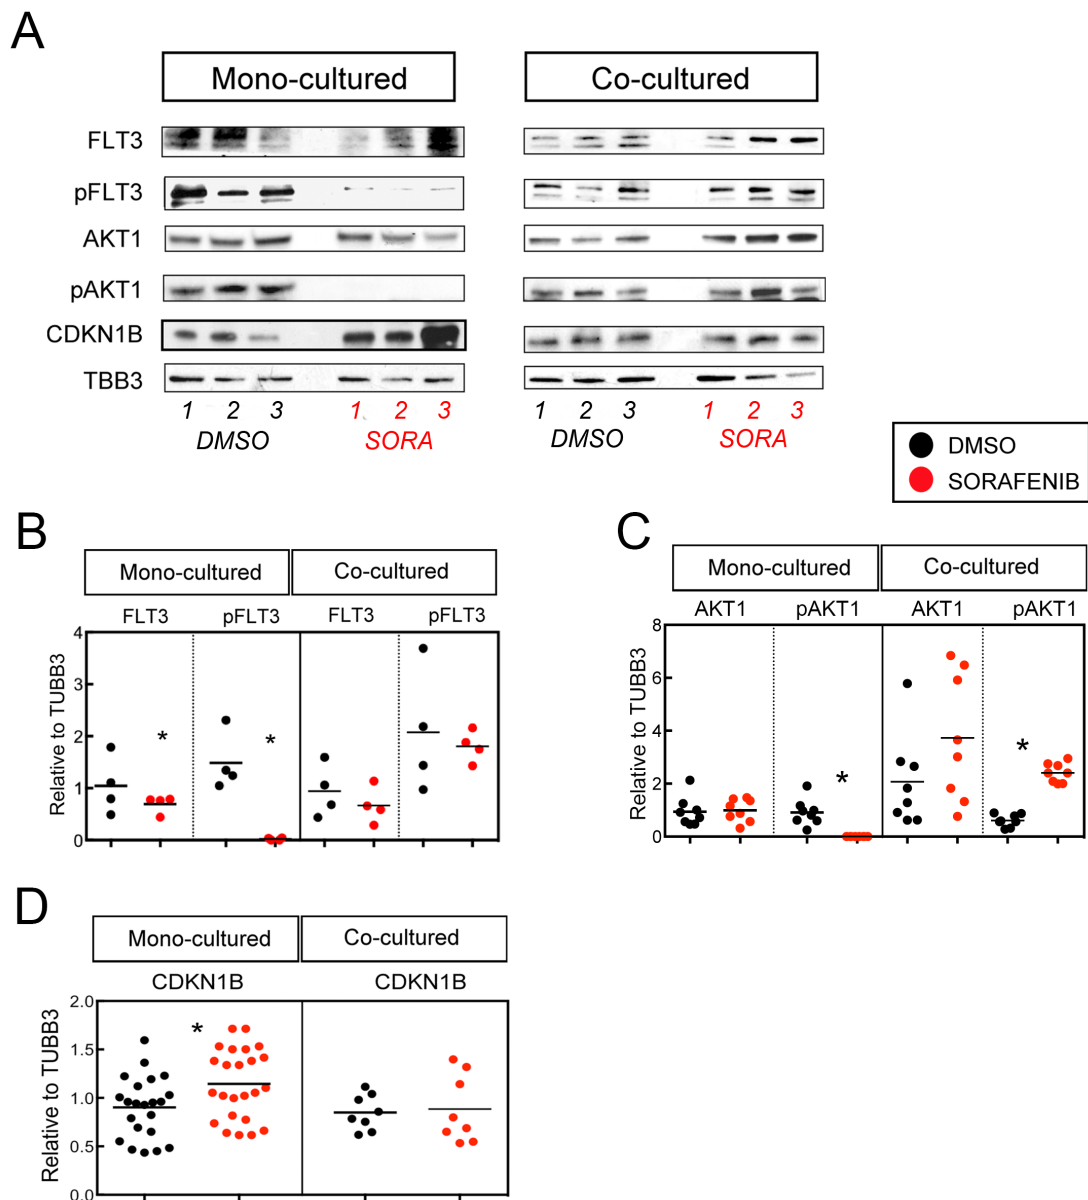 A
Mono-cultured Co-cultured
FLT3
pFLT3
AKT1
pAKT1
CDKN1B
TBB3
1 2 3 1 2 3 1 2 3 1 2 3
DMSO SORA DMSO SORA
DMSO
SORAFENIB
B
Mono-cultured Co-cultured
FLT3 pFLT3 FLT3 pFLT3
Relative to TUBB3
4
3
2
1
0
* *
C
Mono-cultured Co-cultured
AKT1 pAKT1 AKT1 pAKT1
Relative to TUBB3
8
6
4
2
0
* *
D
Mono-cultured Co-cultured
CDKN1B CDKN1B
Relative to TUBB3
2.0
1.5
1.0
0.5
0.0
*